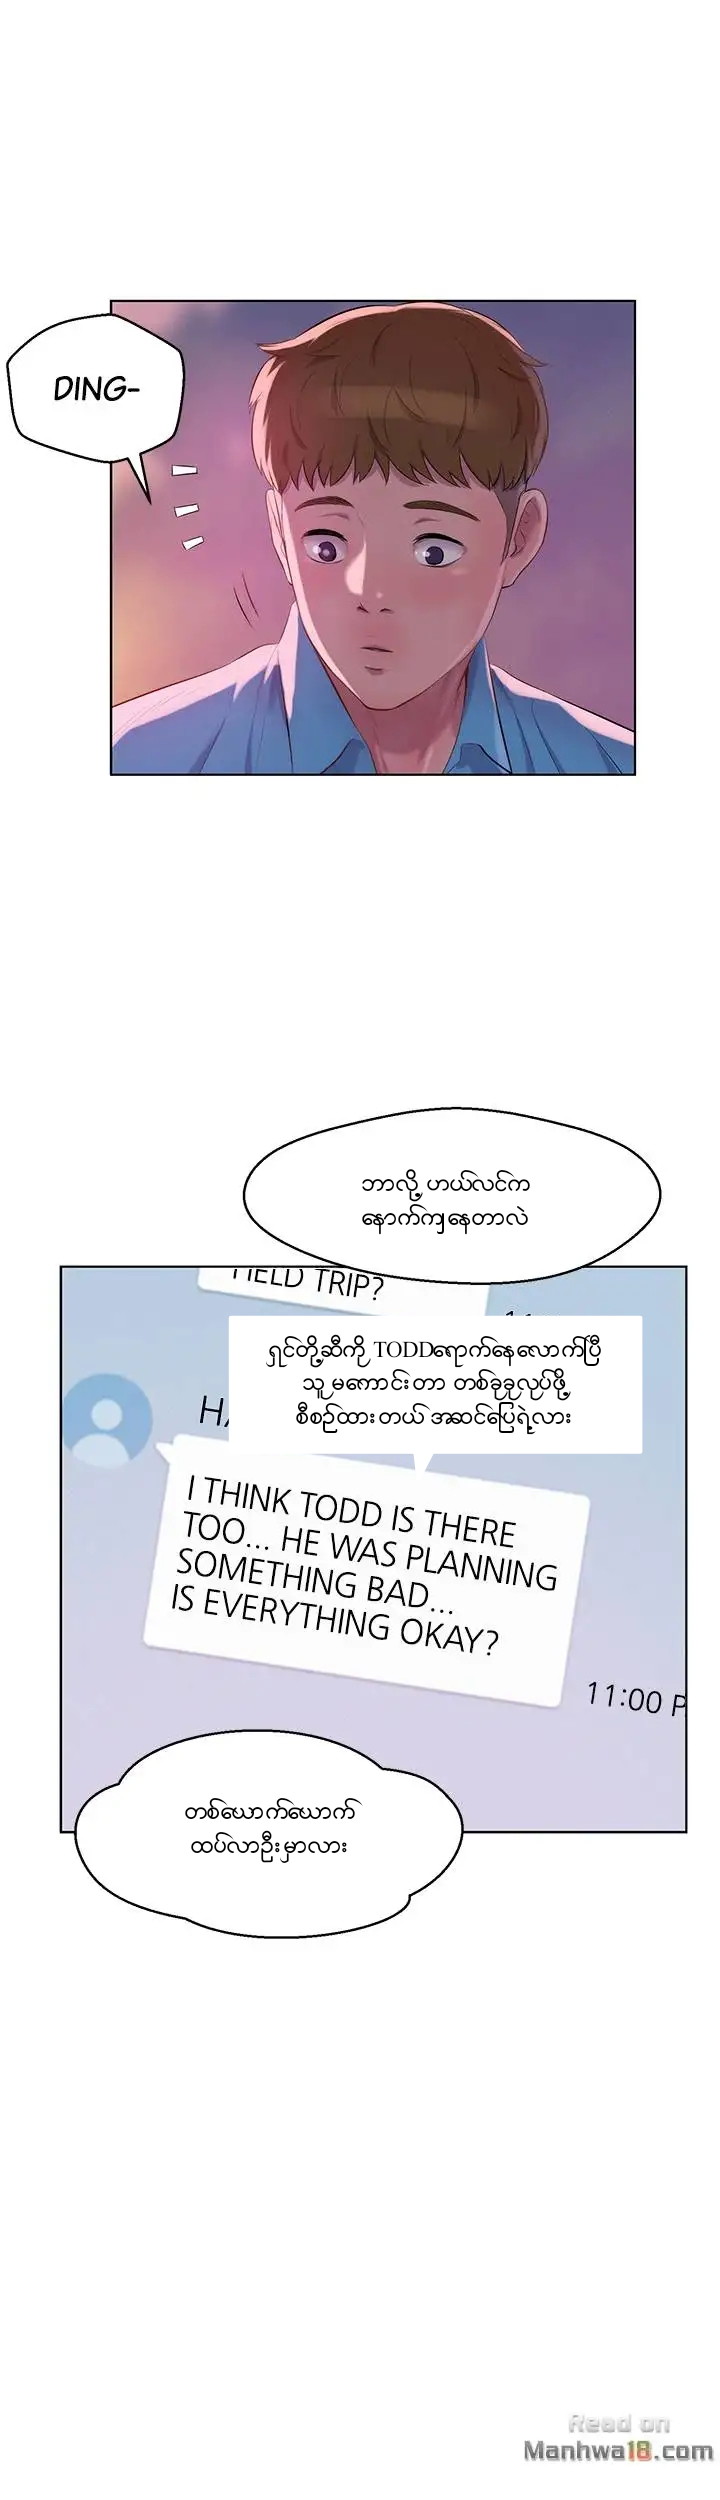 DING-
ဘာလို့ ဟယ်လင်က
နောက်ကျနေတာလဲ
FIELD TRIP?
ရှင်တို့ဆီကို TODDရောက်နေလောက်ပြီ
သူ မကောင်းတာ တစ်ခုခုလုပ်ဖို့
စီစဉ်ထားတယ် အဆင်ပြေရဲ့လား
I THINK TODD IS THERE
TOO... HE WAS PLANNING
SOMETHING BAD...
IS EVERYTHING OKAY?
11:00 P
တစ်ယောက်ယောက်
ထပ်လာဦးမှာလား
Read on
Manhwa18.com